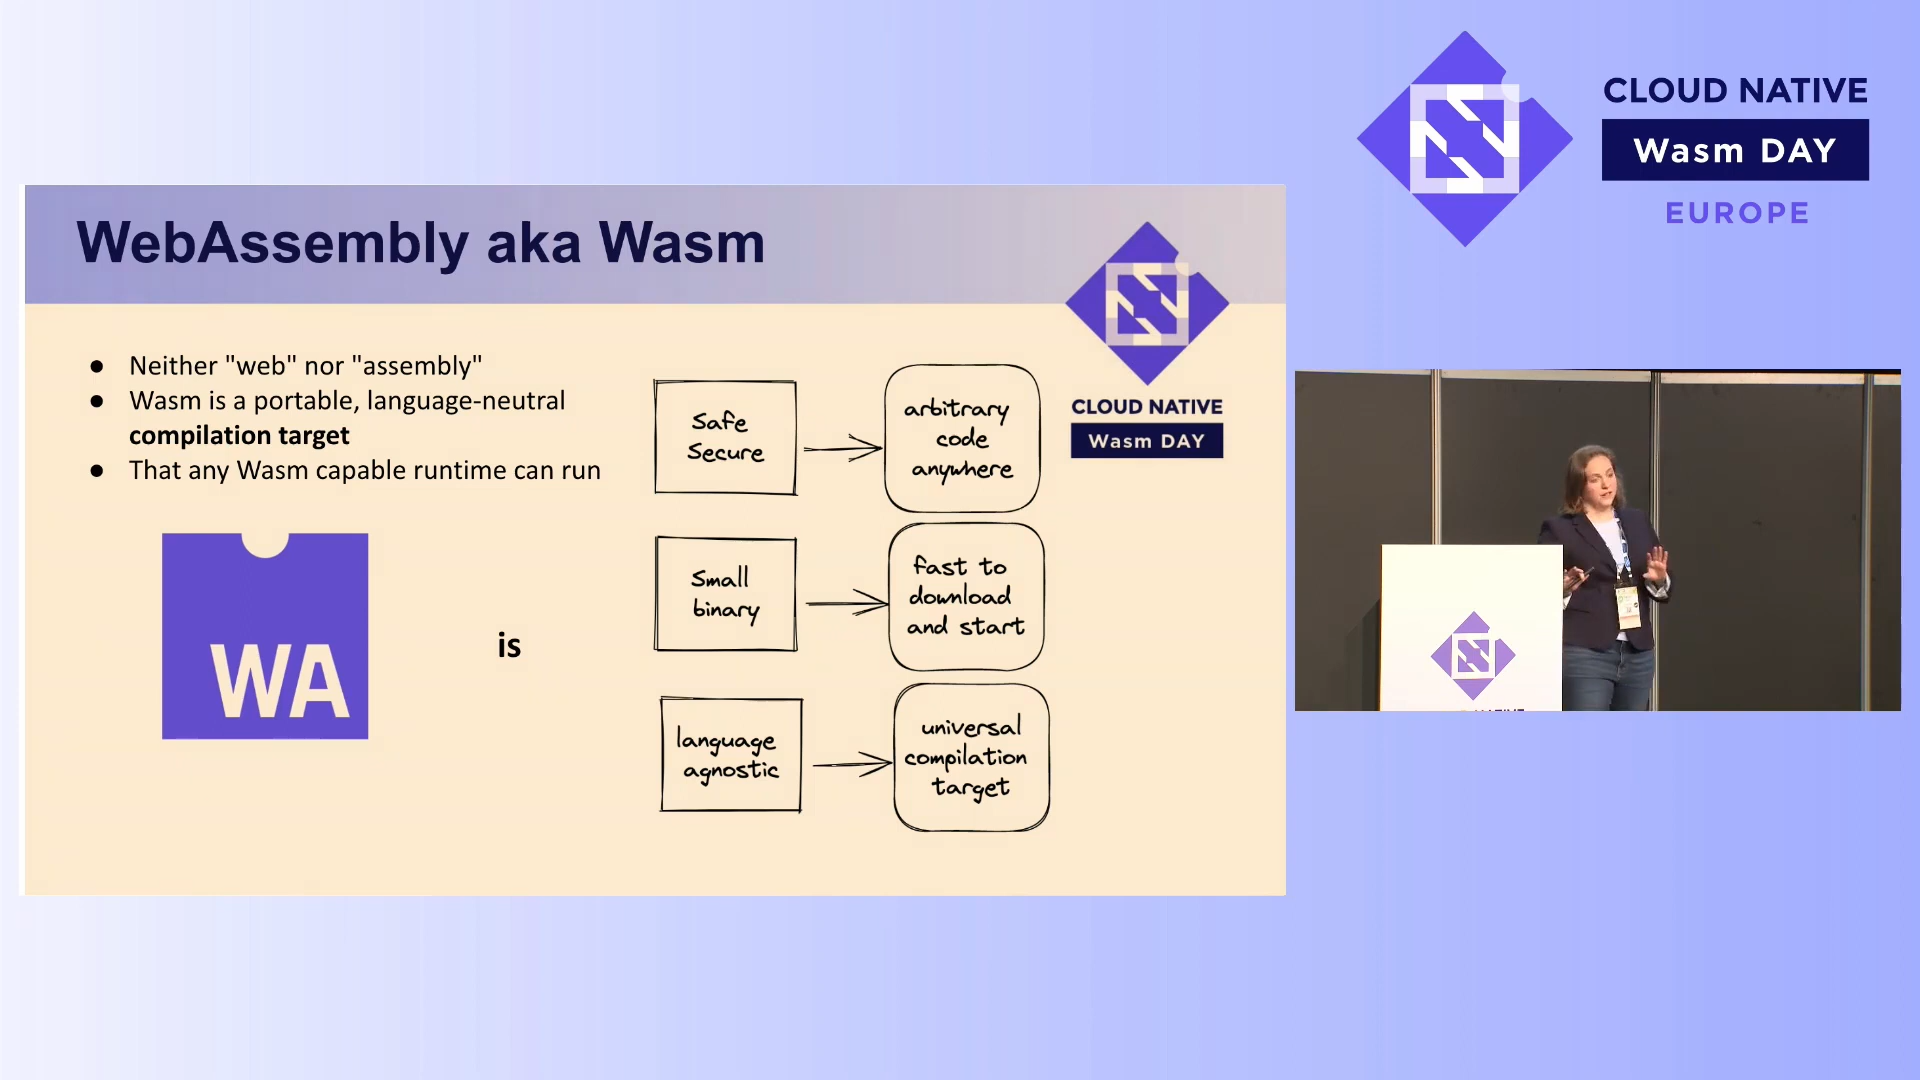 CLOUD NATIVE
Wasm DAY
EUROPE
WebAssembly aka Wasm
● Neither "web" nor "assembly"
● Wasm is a portable, language-neutral
compilation target
● That any Wasm capable runtime can run
WA
is
Safe
Secure
arbitrary
code
anywhere
Small
binary
fast to
download
and start
language
agnostic
universal
compilation
target
CLOUD NATIVE
Wasm DAY